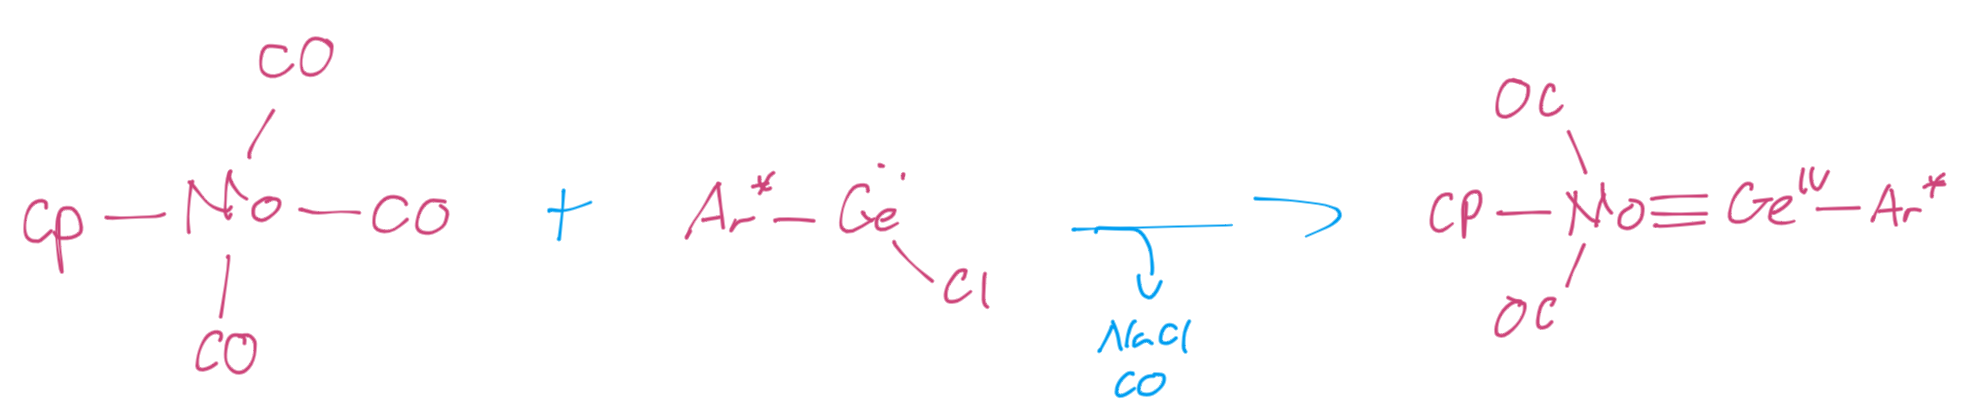 CO
Cp—Mo—CO + Ar*—Ge Cl
CO
NaCl
CO
OC
CP—Mo≡Ge IV—Ar*
OC